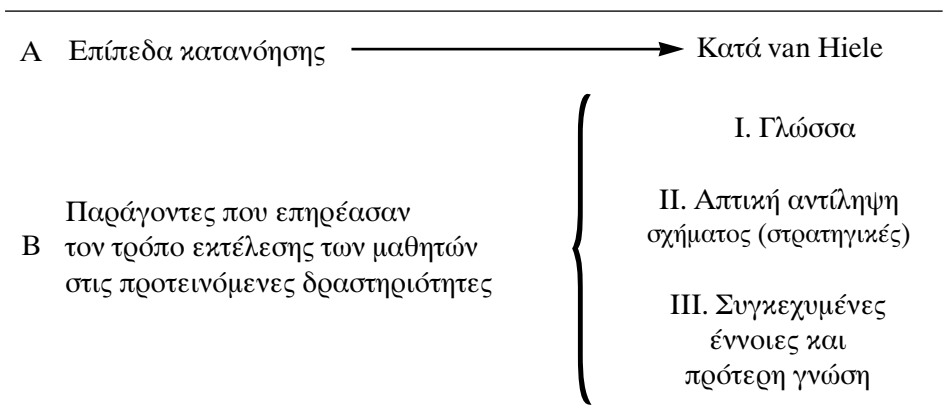 Α Επίπεδα κατανόησης Κατά van Hiele
Ι. Γλώσσα
ΙΙ. Απτική αντίληψη
σχήματος (στρατηγικές)
Β Παράγοντες που επηρέασαν
τον τρόπο εκτέλεσης των μαθητών
στις προτεινόμενες δραστηριότητες
ΙΙΙ. Συγκεχυμένες
έννοιες και
πρότερη γνώση